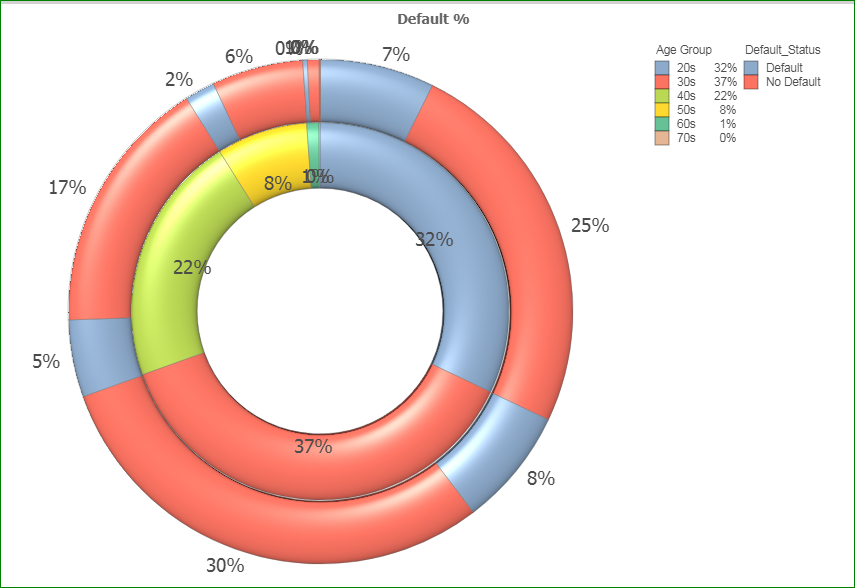 Default %
Age Group Default_Status
20s 32% Default
30s 37% No Default
40s 22%
50s 8%
60s 1%
70s 0%
7%
6%
2%
17%
25%
8%
32%
22%
5%
37%
8%
30%